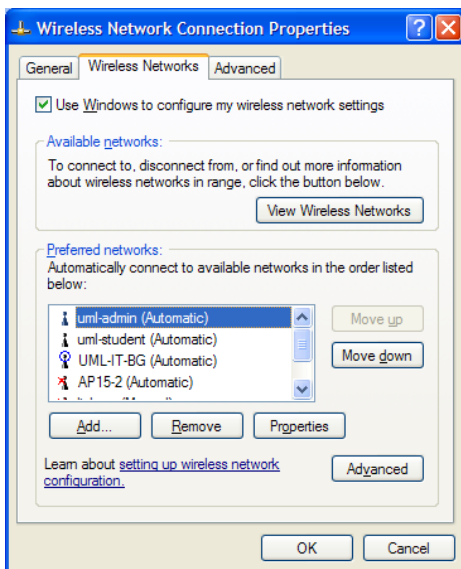 Wireless Network Connection Properties
General Wireless Networks Advanced
Use Windows to configure my wireless network settings
Available networks:
To connect to, disconnect from, or find out more information
about wireless networks in range, click the button below.
View Wireless Networks
Preferred networks:
Automatically connect to available networks in the order listed
below:
uml-admin (Automatic)
Move up
uml-student (Automatic)
UML-IT-BG (Automatic)
Move down
AP15-2 (Automatic)
Add... Remove Properties
Learn about setting up wireless network
configuration.
Advanced
OK Cancel